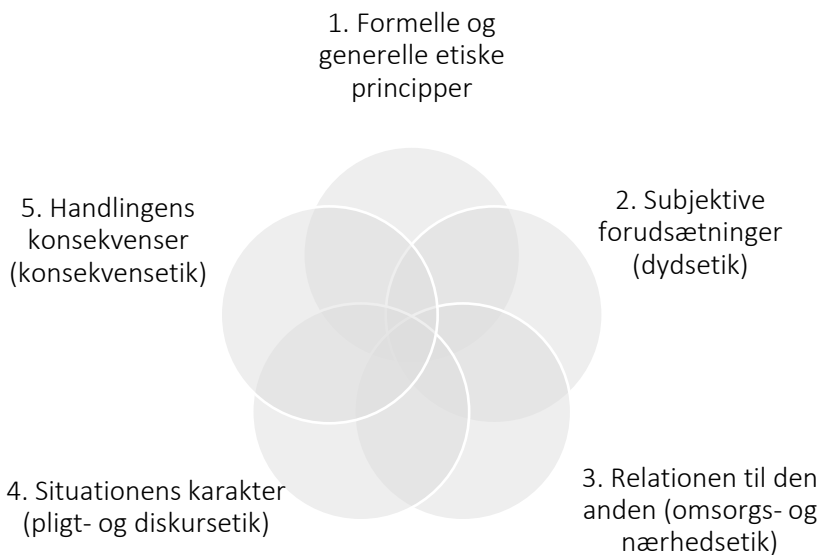 1. Formelle og
generelle etiske
principper
2. Subjektive
forudsætninger
(dydsetik)
3. Relationen til den
anden (omsorgs- og
nærhedsetik)
4. Situationens karakter
(pligt- og diskursetik)
5. Handlingens
konsekvenser
(konsekvensetik)